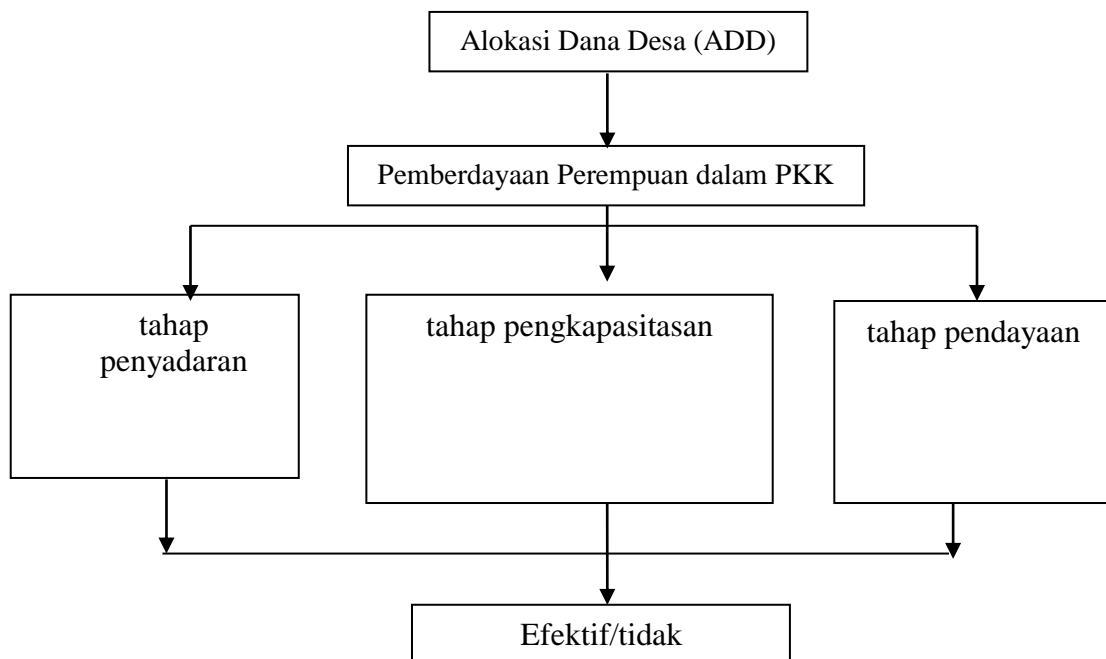 Alokasi Dana Desa (ADD)
Pemberdayaan Perempuan dalam PKK
tahap
penyadaran
tahap pengkapasitasan
tahap pendayaan
Efektif/tidak